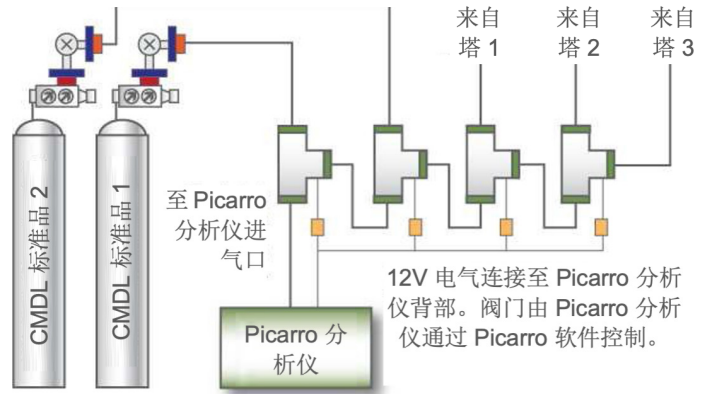 来自
塔 1
来自
塔 2
来自
塔 3
至 Picarro
分析仪进
气口
CMDL 标准品 2
CMDL 标准品 1
12V 电气连接至 Picarro 分析
仪背部。阀门由 Picarro 分析
仪通过 Picarro 软件控制。
Picarro 分
析仪